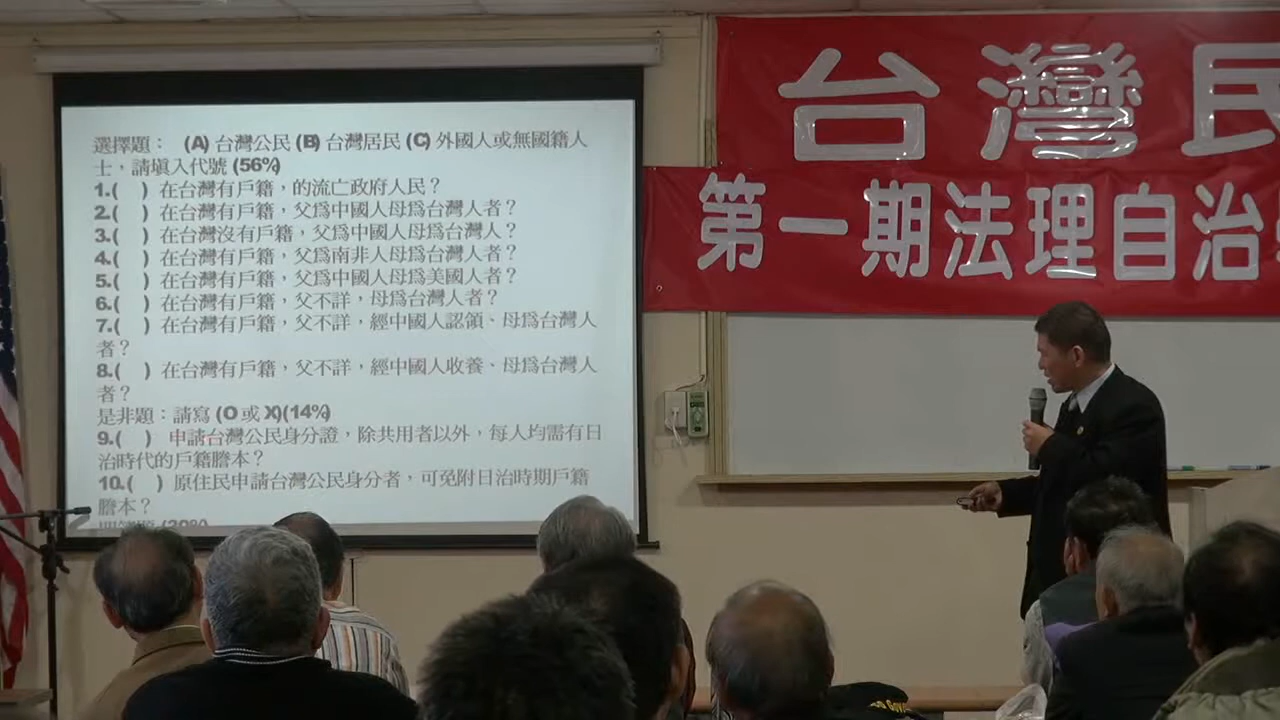 選擇題： (A) 台灣公民 (B) 台灣居民 (C) 外國人或無國籍人
士，請填入代號 (56%)
1.( ) 在台灣有戶籍，的流亡政府人民？
2.( ) 在台灣有戶籍，父為中國人母為台灣人者？
3.( ) 在台灣沒有戶籍，父為中國人母為台灣人？
4.( ) 在台灣有戶籍，父為南非人母為台灣人者？
5.( ) 在台灣有戶籍，父為中國人母為美國人者？
6.( ) 在台灣有戶籍，父不詳，母為台灣人者？
7.( ) 在台灣有戶籍，父不詳，經中國人認領、母為台灣人
者？
8.( ) 在台灣有戶籍，父不詳，經中國人收養、母為台灣人
者？
是非題：請寫 (O 或 X)(14%)
9.( ) 申請台灣公民身分證，除共用者以外，每人均需有日
治時代的戶籍謄本？
10.( ) 原住民申請台灣公民身分者，可免附日治時期戶籍
謄本？
台灣民
第一期法理自治